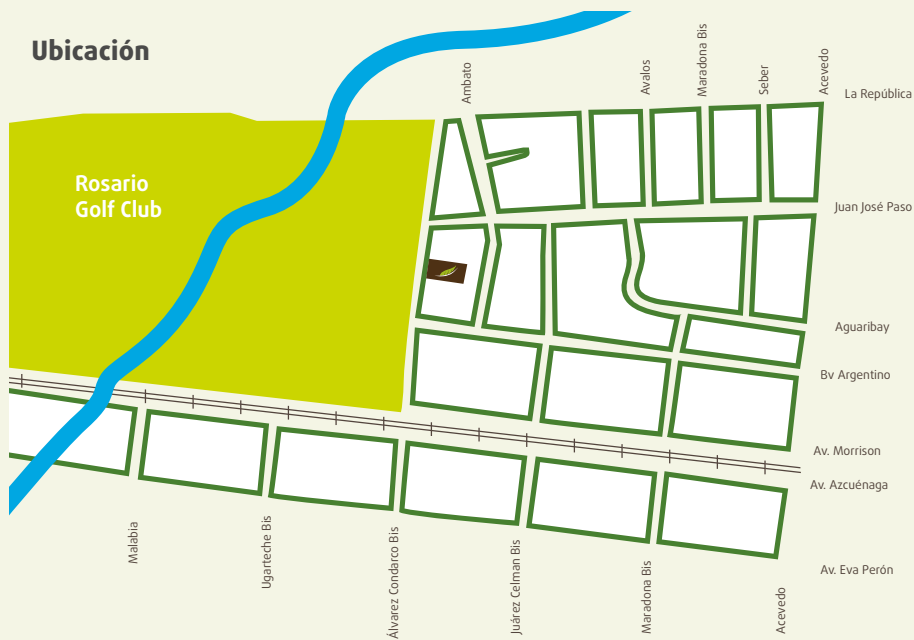 Ubicación
Ambato
Avalos
Maradona Bis
Seber
Acevedo
La República
Rosario
Golf Club
Juan José Paso
Aguaribay
Bv Argentino
Av. Morrison
Av. Azcuénaga
Malabia
Ugarteche Bis
Álvarez Condarco Bis
Juárez Celman Bis
Maradona Bis
Acevedo
Av. Eva Perón